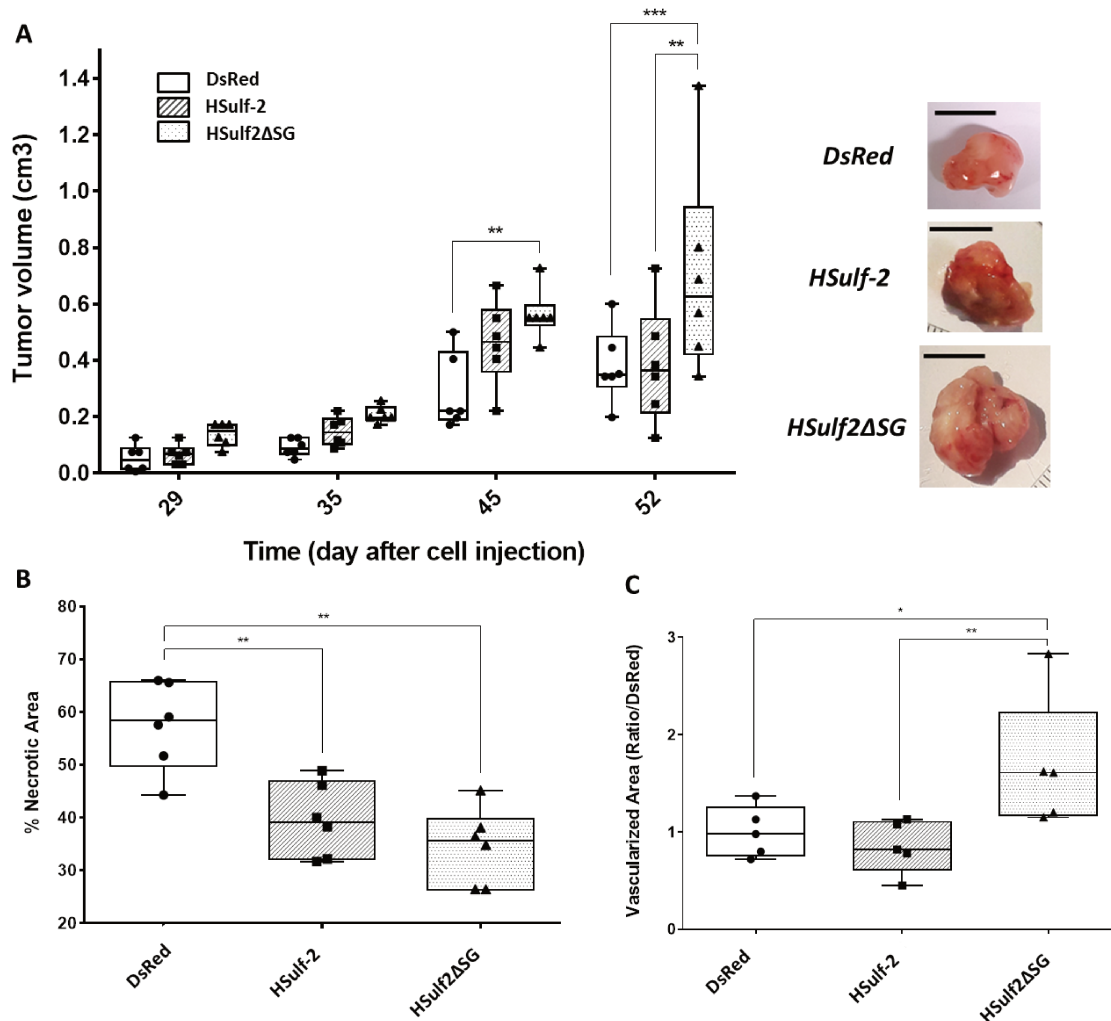 A
***
**
**
DsRed
HSulf-2
HSulf2ΔSG
1.4
1.2
1.0
0.8
0.6
0.4
0.2
0.0
Tumor volume (cm3)
29
35
45
52
Time (day after cell injection)
DsRed
HSulf-2
HSulf2ΔSG
B
80
70
60
50
40
30
20
% Necrotic Area
**
**
DsRed
HSulf-2
HSulf2ΔSG
C
3
2
1
0
Vascularized Area (Ratio/DsRed)
*
**
DsRed
HSulf-2
HSulf2ΔSG